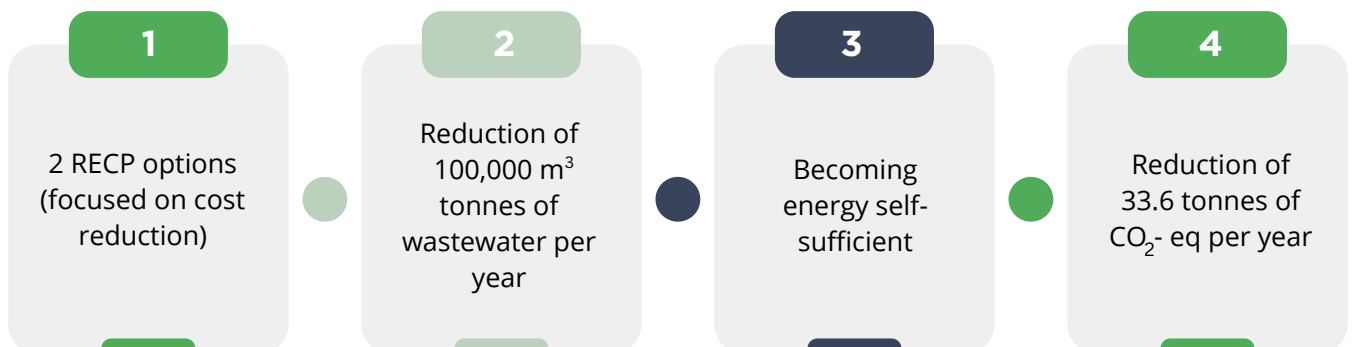 1
2 RECP options
(focused on cost
reduction)
2
Reduction of
100,000 m³
tonnes of
wastewater per
year
3
Becoming
energy self-
sufficient
4
Reduction of
33.6 tonnes of
CO₂- eq per year